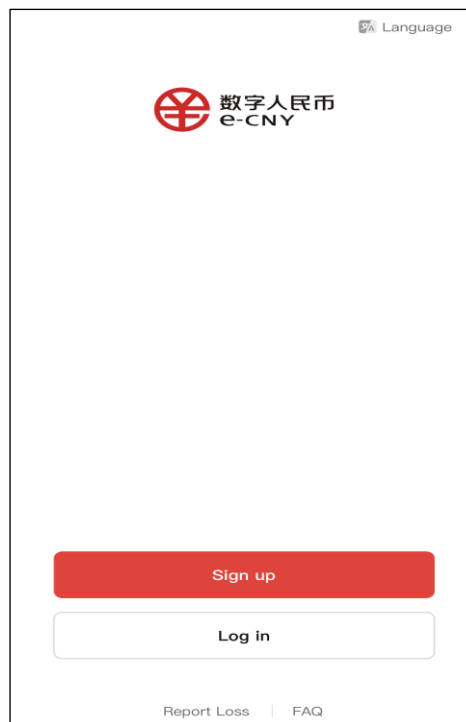 Language
数字人民币
e-CNY
Sign up
Log in
Report Loss | FAQ